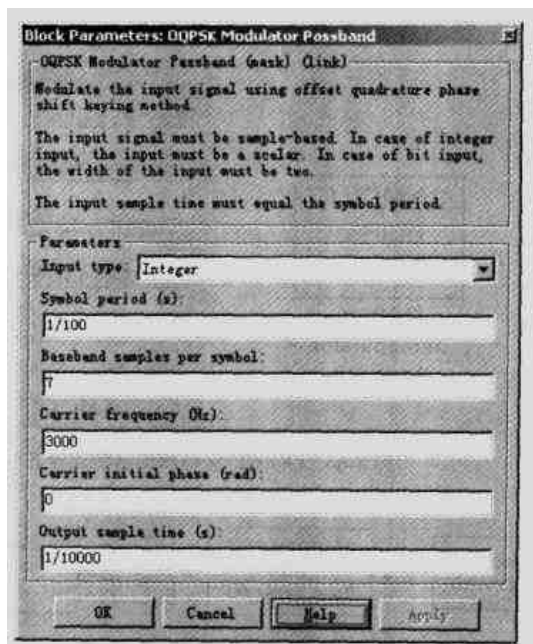 Block Parameters: OQPSK Modulator Passband
OQPSK Modulator Passband (mask) (link)
Modulate the input signal using offset quadrature phase
shift keying method.
The input signal must be sample-based. In case of integer
input, the input must be a scalar. In case of bit input,
the width of the input must be two.
The input sample time must equal the symbol period.
Parameters
Input type: Integer
Symbol period (s):
1/100
Baseband samples per symbol:
7
Carrier frequency (Hz):
3000
Carrier initial phase (rad):
0
Output sample time (s):
1/10000
OK Cancel Help Apply